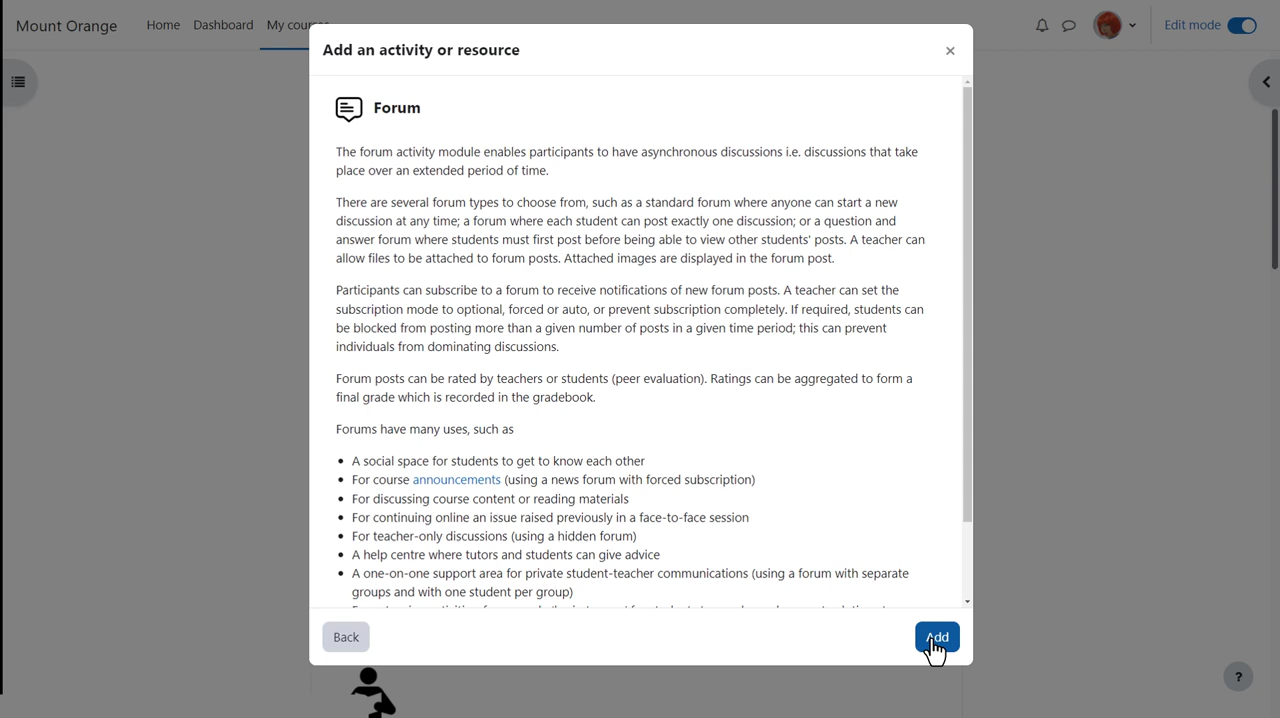 Mount Orange Home Dashboard My cour Edit mode
Add an activity or resource ×
Forum
The forum activity module enables participants to have asynchronous discussions i.e. discussions that take
place over an extended period of time.
There are several forum types to choose from, such as a standard forum where anyone can start a new
discussion at any time; a forum where each student can post exactly one discussion; or a question and
answer forum where students must first post before being able to view other students' posts. A teacher can
allow files to be attached to forum posts. Attached images are displayed in the forum post.
Participants can subscribe to a forum to receive notifications of new forum posts. A teacher can set the
subscription mode to optional, forced or auto, or prevent subscription completely. If required, students can
be blocked from posting more than a given number of posts in a given time period; this can prevent
individuals from dominating discussions.
Forum posts can be rated by teachers or students (peer evaluation). Ratings can be aggregated to form a
final grade which is recorded in the gradebook.
Forums have many uses, such as
• A social space for students to get to know each other
• For course announcements (using a news forum with forced subscription)
• For discussing course content or reading materials
• For continuing online an issue raised previously in a face-to-face session
• For teacher-only discussions (using a hidden forum)
• A help centre where tutors and students can give advice
• A one-on-one support area for private student-teacher communications (using a forum with separate
groups and with one student per group)
Back Add
?